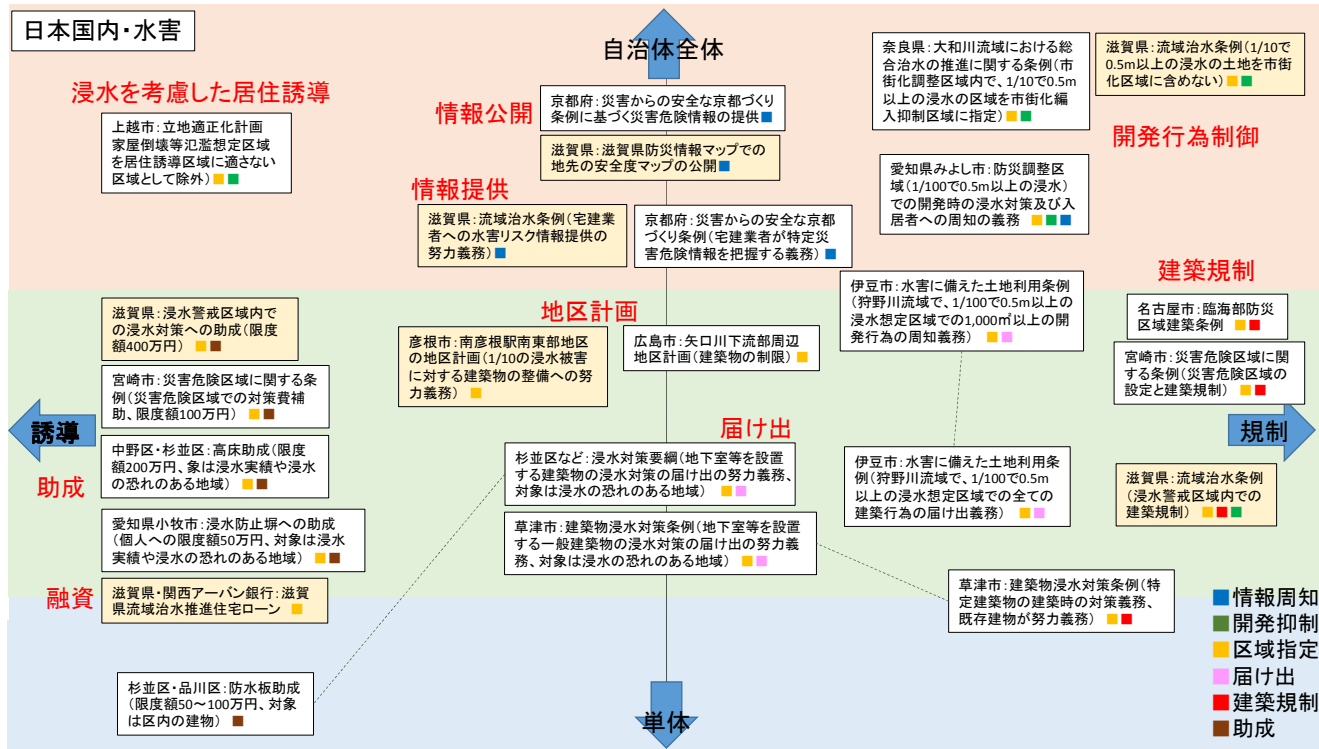 日本国内・水害
自治体全体
浸水を考慮した居住誘導
上越市：立地適正化計画
家屋倒壊等氾濫想定区域
を居住誘導区域に適さない
区域として除外）
情報公開
京都府：災害からの安全な京都づくり
条例に基づく災害危険情報の提供
滋賀県：滋賀県防災情報マップでの
地先の安全度マップの公開
奈良県：大和川流域における総
合治水の推進に関する条例（市
街化調整区域内で、1/10で0.5m
以上の浸水の区域を市街化編
入抑制区域に指定）
滋賀県：流域治水条例（1/10で
0.5m以上の浸水の土地を市街
化区域に含めない）
開発行為制御
愛知県みよし市：防災調整区
域（1/100で0.5m以上の浸水）
での開発時の浸水対策及び入
居者への周知の義務
情報提供
滋賀県：流域治水条例（宅建業
者への水害リスク情報提供の
努力義務）
京都府：災害からの安全な京都
づくり条例（宅建業者が特定災
害危険情報を把握する義務）
建築規制
伊豆市：水害に備えた土地利用条例
（狩野川流域で、1/100で0.5m以上の
浸水想定区域での1,000㎡以上の開
発行為の周知義務）
名古屋市：臨海部防災
区域建築条例
宮崎市：災害危険区域に関
する条例（災害危険区域の
設定と建築規制）
地区計画
彦根市：南彦根駅南東部地区
の地区計画（1/10の浸水被害
に対する建築物の整備への努
力義務）
広島市：矢口川下流部周辺
地区計画（建築物の制限）
滋賀県：浸水警戒区域内で
の浸水対策への助成（限度
額400万円）
宮崎市：災害危険区域に関する条
例（災害危険区域での対策費補
助、限度額100万円）
誘導
規制
中野区・杉並区：高床助成（限度
額200万円、象は浸水実績や浸水
の恐れのある地域）
助成
届け出
杉並区など：浸水対策要綱（地下室等を設置
する建築物の浸水対策の届け出の努力義務、
対象は浸水の恐れのある地域）
草津市：建築物浸水対策条例（地下室等を設置
する一般建築物の浸水対策の届け出の努力義
務、対象は浸水の恐れのある地域）
伊豆市：水害に備えた土地利用条
例（狩野川流域で、1/100で0.5m
以上の浸水想定区域での全ての
建築行為の届け出義務）
滋賀県：流域治水条例
（浸水警戒区域内での
建築規制）
愛知県小牧市：浸水防止塀への助成
（個人への限度額50万円、対象は浸水
実績や浸水の恐れのある地域）
融資
滋賀県・関西アーバン銀行：滋賀
県流域治水推進住宅ローン
草津市：建築物浸水対策条例（特
定建築物の建築時の対策義務、
既存建物が努力義務）
杉並区・品川区：防水板助成
（限度額50～100万円、対象
は区内の建物）
単体
情報周知
開発抑制
区域指定
届け出
建築規制
助成